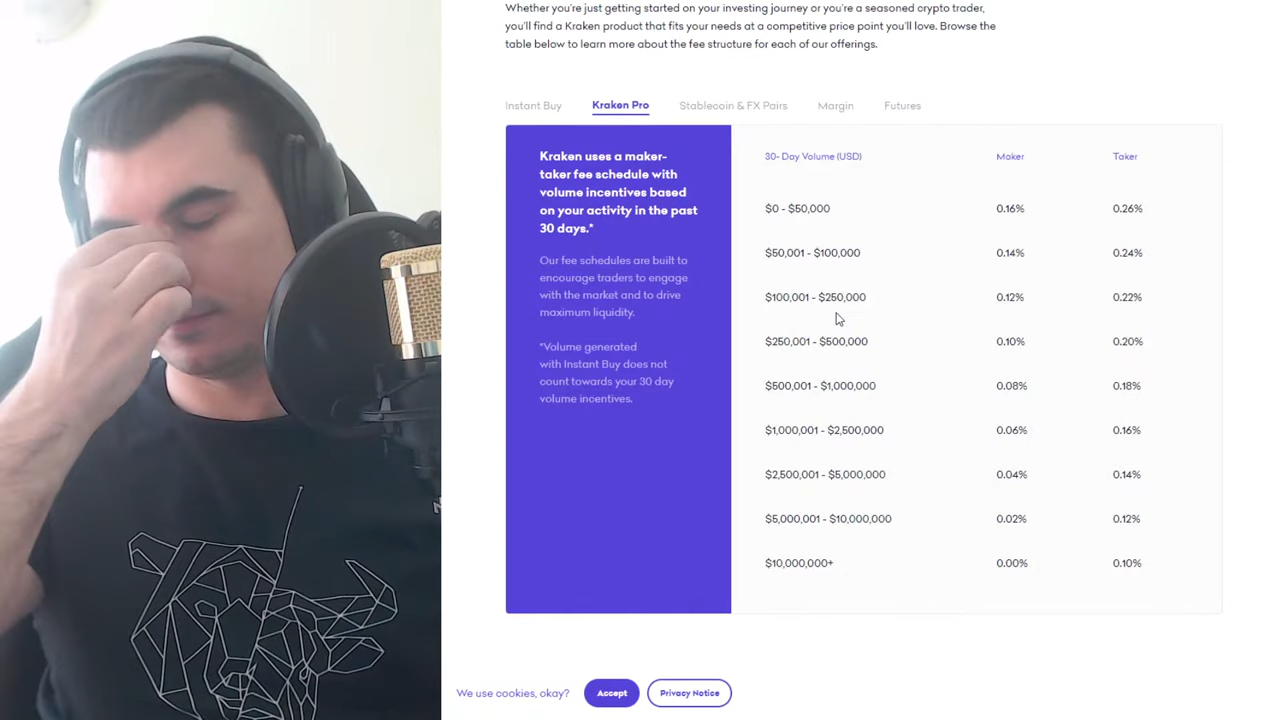 Whether you're just getting started on your investing journey or you're a seasoned crypto trader,
you'll find a Kraken product that fits your needs at a competitive price point you'll love. Browse the
table below to learn more about the fee structure for each of our offerings.
Instant Buy Kraken Pro Stablecoin & FX Pairs Margin Futures
Kraken uses a maker-
taker fee schedule with
volume incentives based
on your activity in the past
30 days.*
Our fee schedules are built to
encourage traders to engage
with the market and to drive
maximum liquidity.
*Volume generated
with Instant Buy does not
count towards your 30 day
volume incentives.
30- Day Volume (USD) Maker Taker
$0 - $50,000 0.16% 0.26%
$50,001 - $100,000 0.14% 0.24%
$100,001 - $250,000 0.12% 0.22%
$250,001 - $500,000 0.10% 0.20%
$500,001 - $1,000,000 0.08% 0.18%
$1,000,001 - $2,500,000 0.06% 0.16%
$2,500,001 - $5,000,000 0.04% 0.14%
$5,000,001 - $10,000,000 0.02% 0.12%
$10,000,000+ 0.00% 0.10%
We use cookies, okay? Accept Privacy Notice